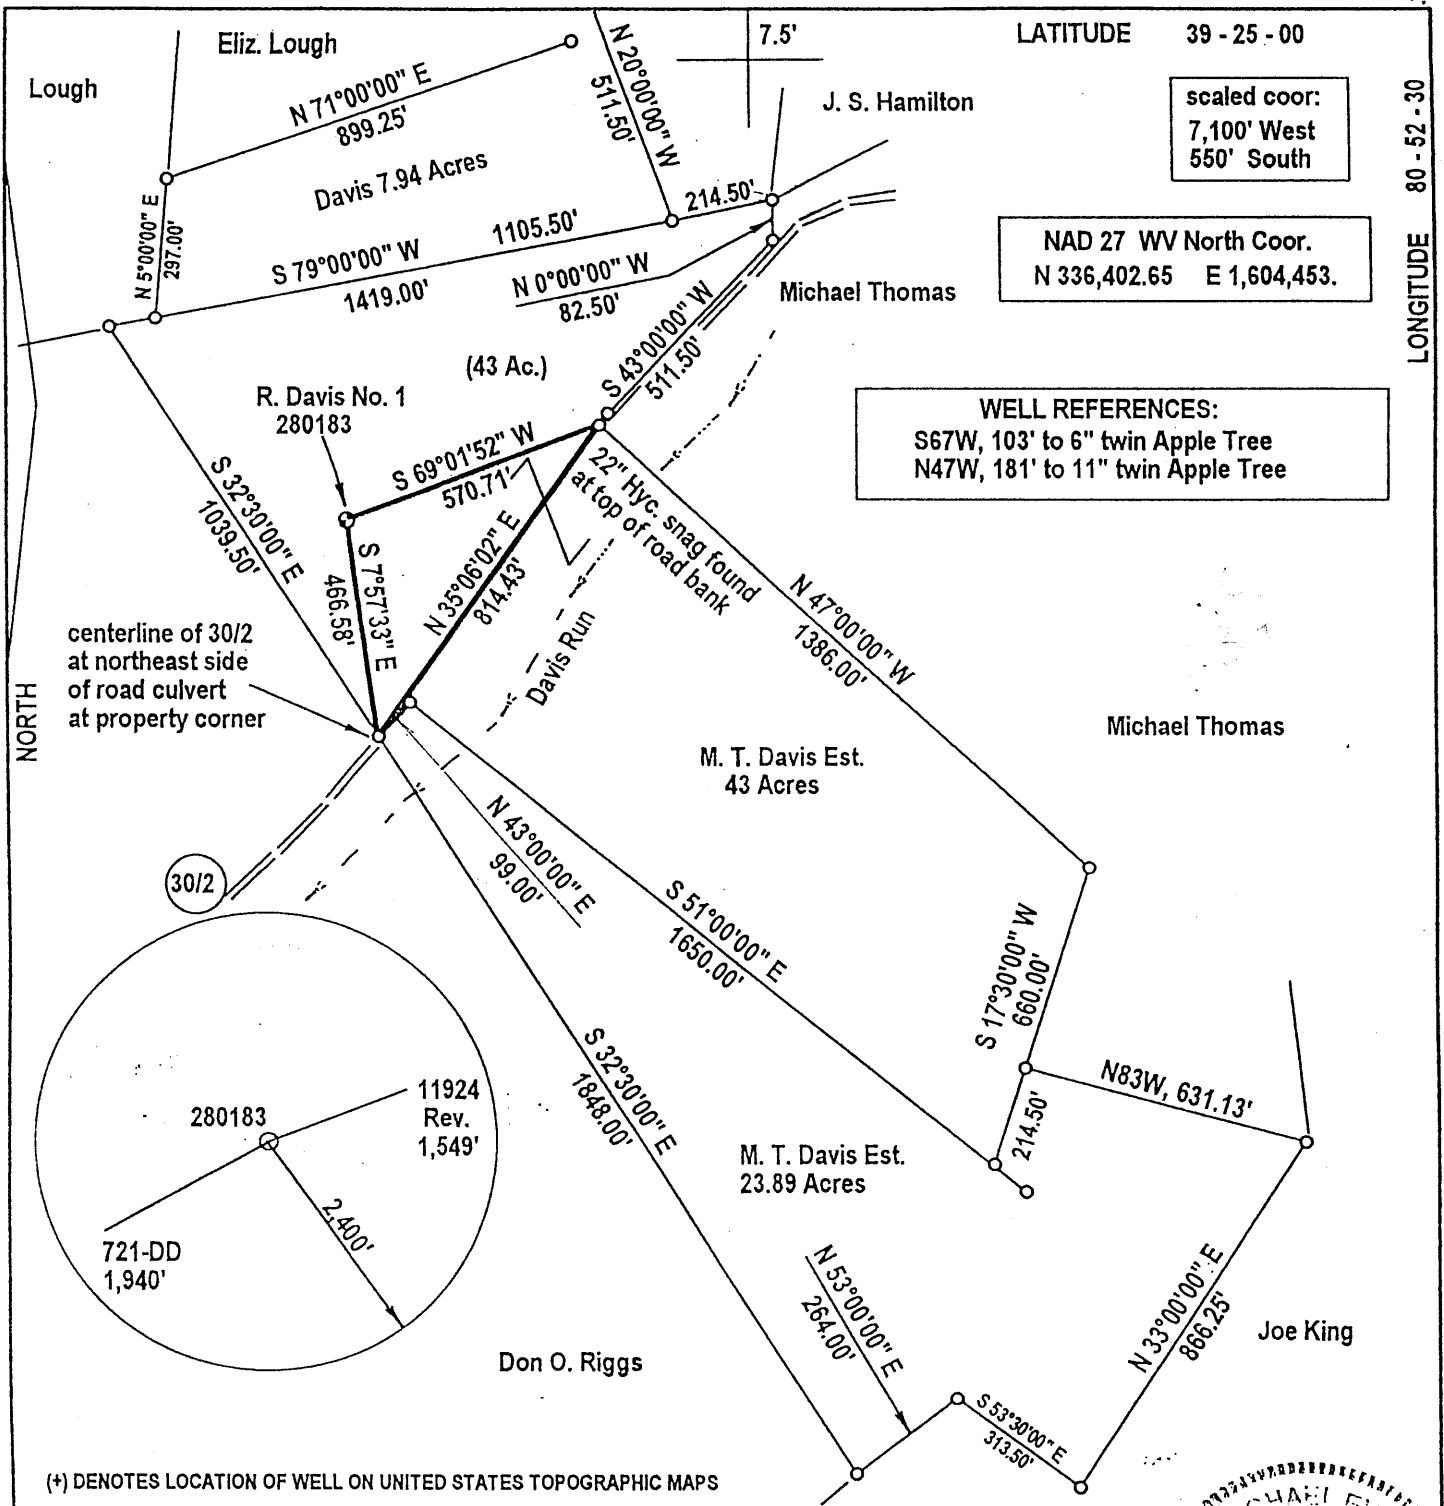 Eliz. Lough
Lough
N 71°00'00" E
899.25'
Davis 7.94 Acres
N 5°00'00" E
297.00'
N 20°00'00" W
511.50'
7.5'
LATITUDE 39 - 25 - 00
LONGITUDE 80 - 52 - 30
J. S. Hamilton
scaled coor:
7,100' West
550' South
214.50'
1105.50'
S 79°00'00" W
1419.00'
N 0°00'00" W
82.50'
NAD 27 WV North Coor.
N 336,402.65 E 1,604,453.
Michael Thomas
S 43°00'00" W
511.50'
(43 Ac.)
R. Davis No. 1
280183
WELL REFERENCES:
S67W, 103' to 6" twin Apple Tree
N47W, 181' to 11" twin Apple Tree
S 69°01'52" W
570.71'
22" Hyc. snag found
at top of road bank
S 32°30'00" E
1039.50'
S 7°57'33" E
466.58'
N 35°06'02" E
814.43'
N 47°00'00" W
1386.00'
Davis Run
centerline of 30/2
at northeast side
of road culvert
at property corner
NORTH
Michael Thomas
M. T. Davis Est.
43 Acres
N 43°00'00" E
99.00'
30/2
S 51°00'00" E
1650.00'
S 17°30'00" W
660.00'
S 32°30'00" E
1848.00'
N83W, 631.13'
214.50'
280183
11924
Rev.
1,549'
2,400'
721-DD
1,940'
M. T. Davis Est.
23.89 Acres
N 53°00'00" E
264.00'
N 33°00'00" E
866.25'
Joe King
Don O. Riggs
S 53°30'00" E
313.50'
(+) DENOTES LOCATION OF WELL ON UNITED STATES TOPOGRAPHIC MAPS